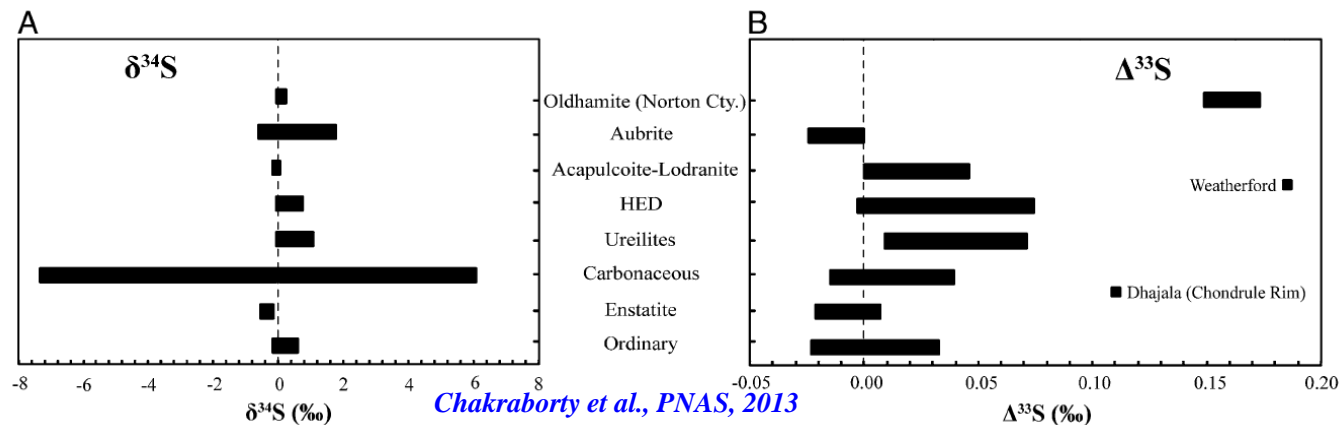 A
B
δ³⁴S
Δ³³S
Oldhamite (Norton Cty.)
Aubrite
Acapulcoite-Lodranite
HED
Weatherford
Ureilites
Carbonaceous
Dhajala (Chondrule Rim)
Enstatite
Ordinary
-8 -6 -4 -2 0 2 4 6 8
-0.05 0.00 0.05 0.10 0.15 0.20
δ³⁴S (‰)
Chakraborty et al., PNAS, 2013
Δ³³S (‰)